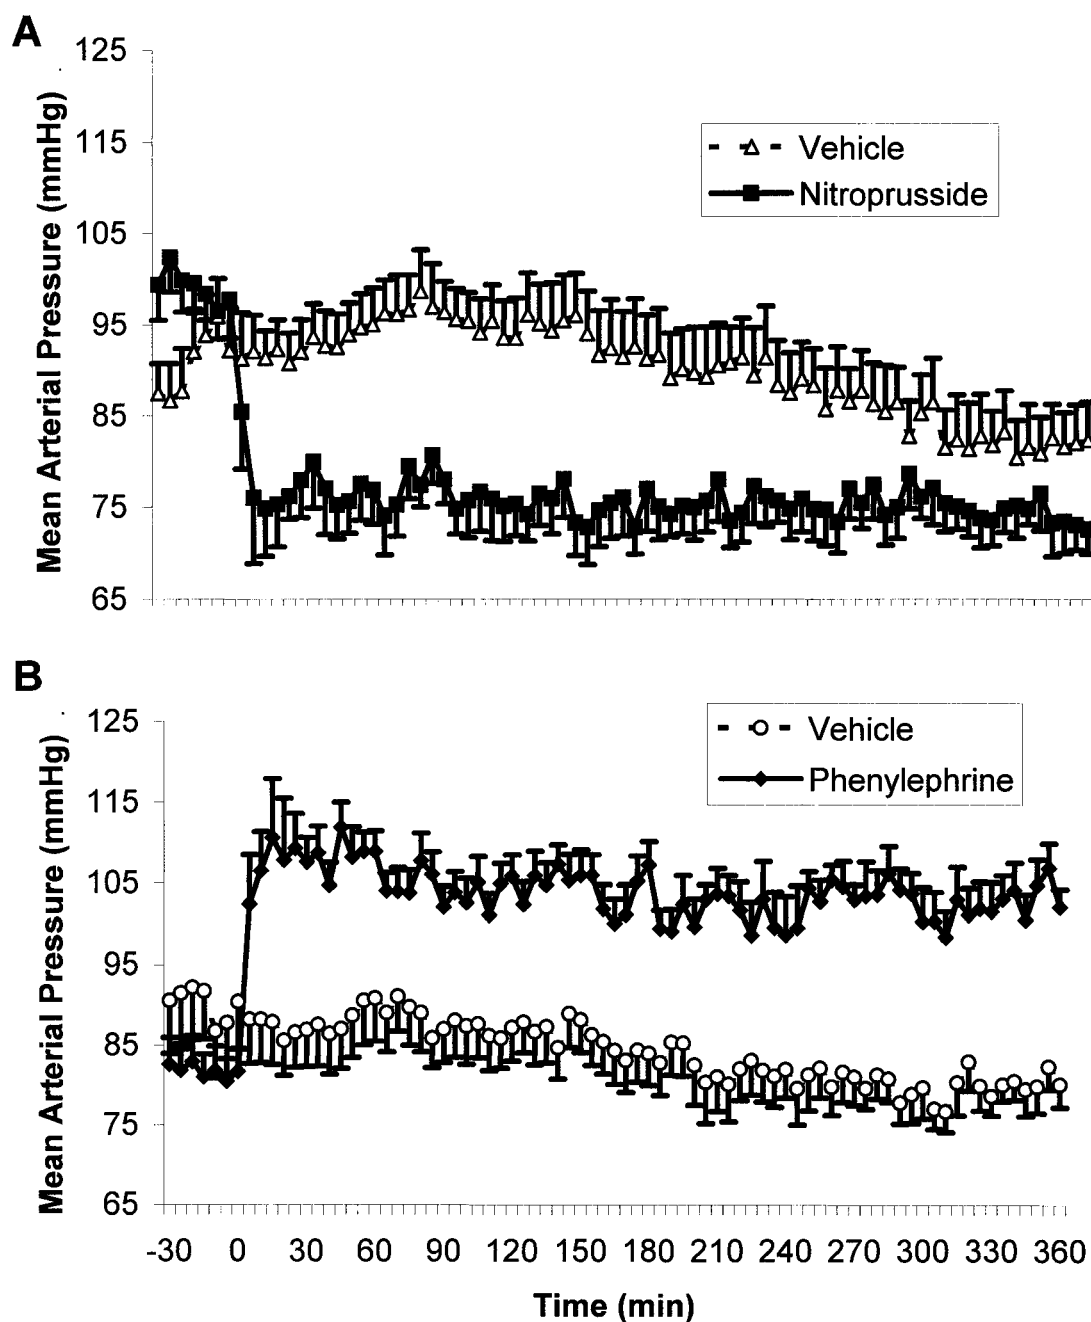 A
125
115
105
95
85
75
65
Mean Arterial Pressure (mmHg)
Vehicle
Nitroprusside
B
125
115
105
95
85
75
65
Mean Arterial Pressure (mmHg)
Vehicle
Phenylephrine
-30 0 30 60 90 120 150 180 210 240 270 300 330 360
Time (min)